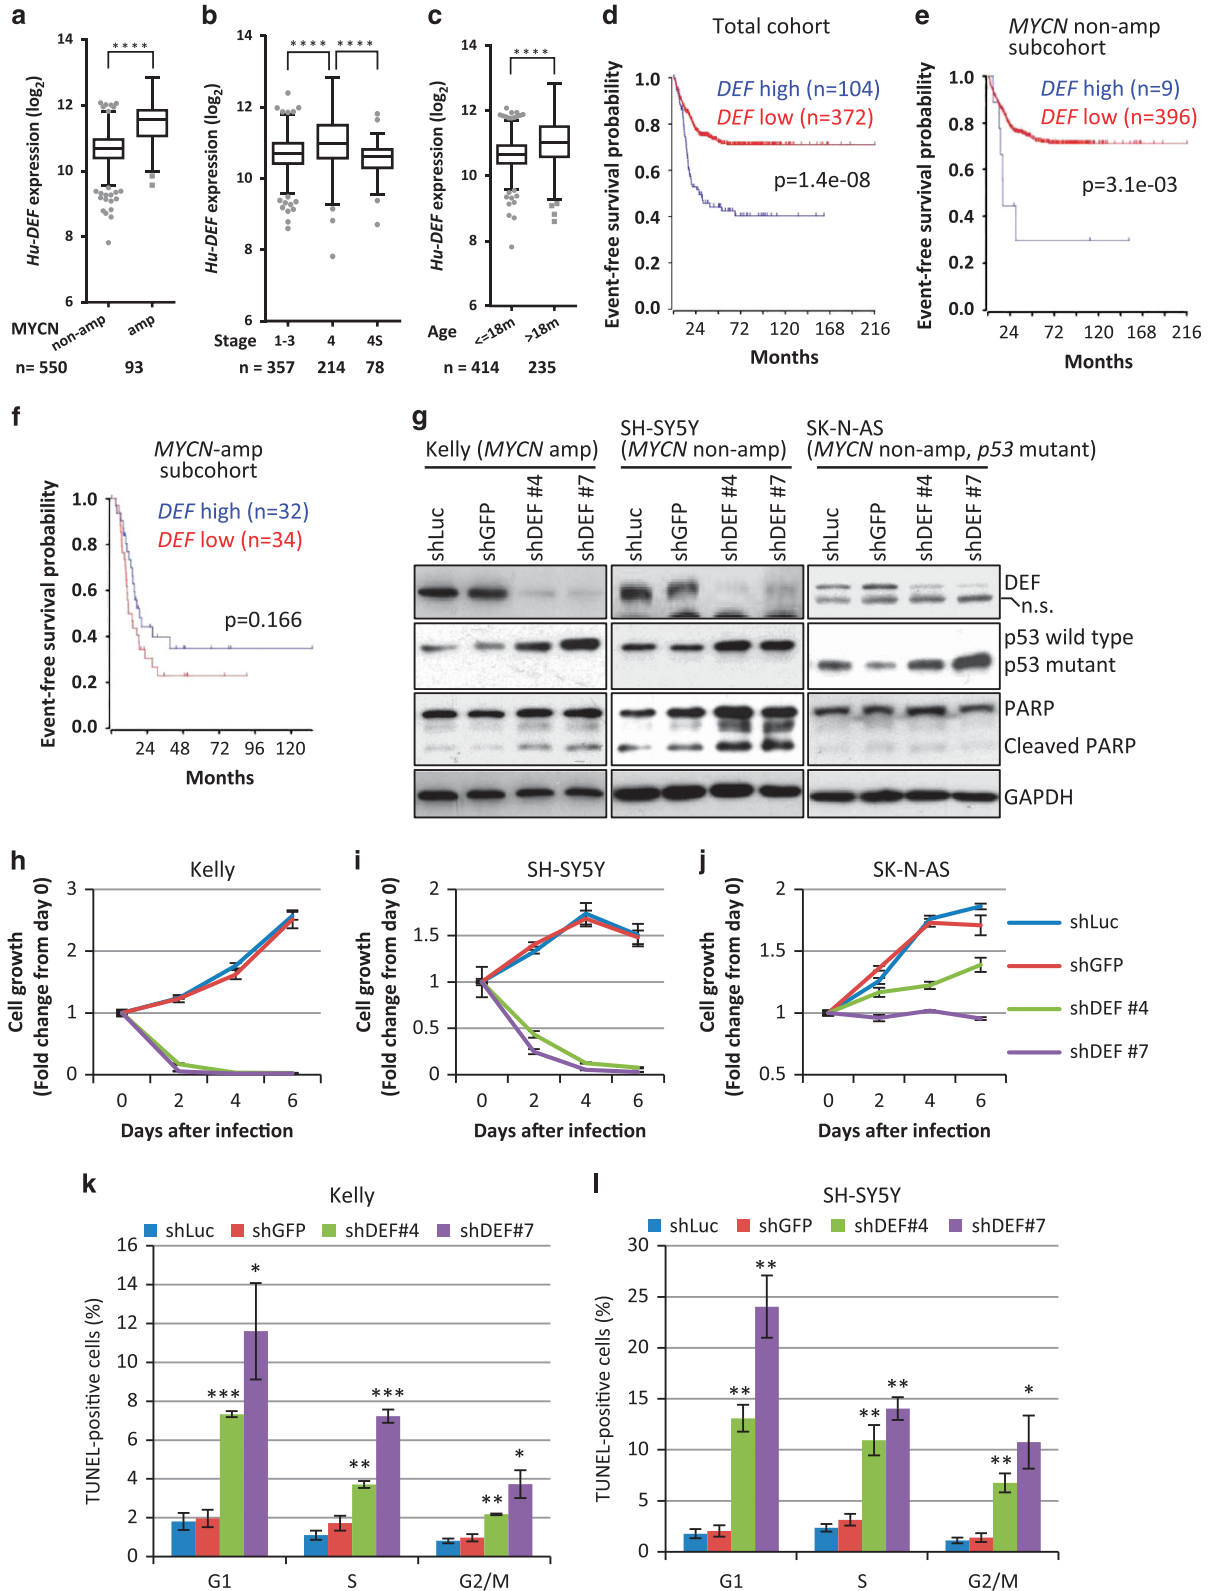 a
Hu-DEF expression (log2)
14
12
10
8
6
****
MYCN
non-amp
amp
n= 550
93
b
Hu-DEF expression (log2)
14
12
10
8
6
**** ****
Stage 1-3 4 4S
n = 357 214 78
c
Hu-DEF expression (log2)
14
12
10
8
6
****
Age
<=18m
>18m
n = 414 235
d
Total cohort
Event-free survival probability
1.0
0.8
0.6
0.4
0.2
0.0
DEF high (n=104)
DEF low (n=372)
p=1.4e-08
24 72 120 168 216
Months
e
MYCN non-amp
subcohort
Event-free survival probability
1.0
0.8
0.6
0.4
0.2
0.0
DEF high (n=9)
DEF low (n=396)
p=3.1e-03
24 72 120 168 216
Months
f
MYCN-amp
subcohort
Event-free survival probability
1.0
0.8
0.6
0.4
0.2
0.0
DEF high (n=32)
DEF low (n=34)
p=0.166
24 48 72 96 120
Months
g
Kelly (MYCN amp)
SH-SY5Y
(MYCN non-amp)
SK-N-AS
(MYCN non-amp, p53 mutant)
shLuc
shGFP
shDEF #4
shDEF #7
shLuc
shGFP
shDEF #4
shDEF #7
shLuc
shGFP
shDEF #4
shDEF #7
DEF
n.s.
p53 wild type
p53 mutant
PARP
Cleaved PARP
GAPDH
h
Kelly
Cell growth
(Fold change from day 0)
3
2
1
0
0 2 4 6
Days after infection
i
SH-SY5Y
Cell growth
(Fold change from day 0)
2
1.5
1
0.5
0
0 2 4 6
Days after infection
j
SK-N-AS
Cell growth
(Fold change from day 0)
2
1.5
1
0.5
0 2 4 6
Days after infection
shLuc
shGFP
shDEF #4
shDEF #7
k
Kelly
shLuc shGFP shDEF#4 shDEF#7
TUNEL-positive cells (%)
16
14
12
10
8
6
4
2
0
*** *
** ***
** *
G1 S G2/M
l
SH-SY5Y
shLuc shGFP shDEF#4 shDEF#7
TUNEL-positive cells (%)
30
25
20
15
10
5
0
** **
** **
** *
G1 S G2/M